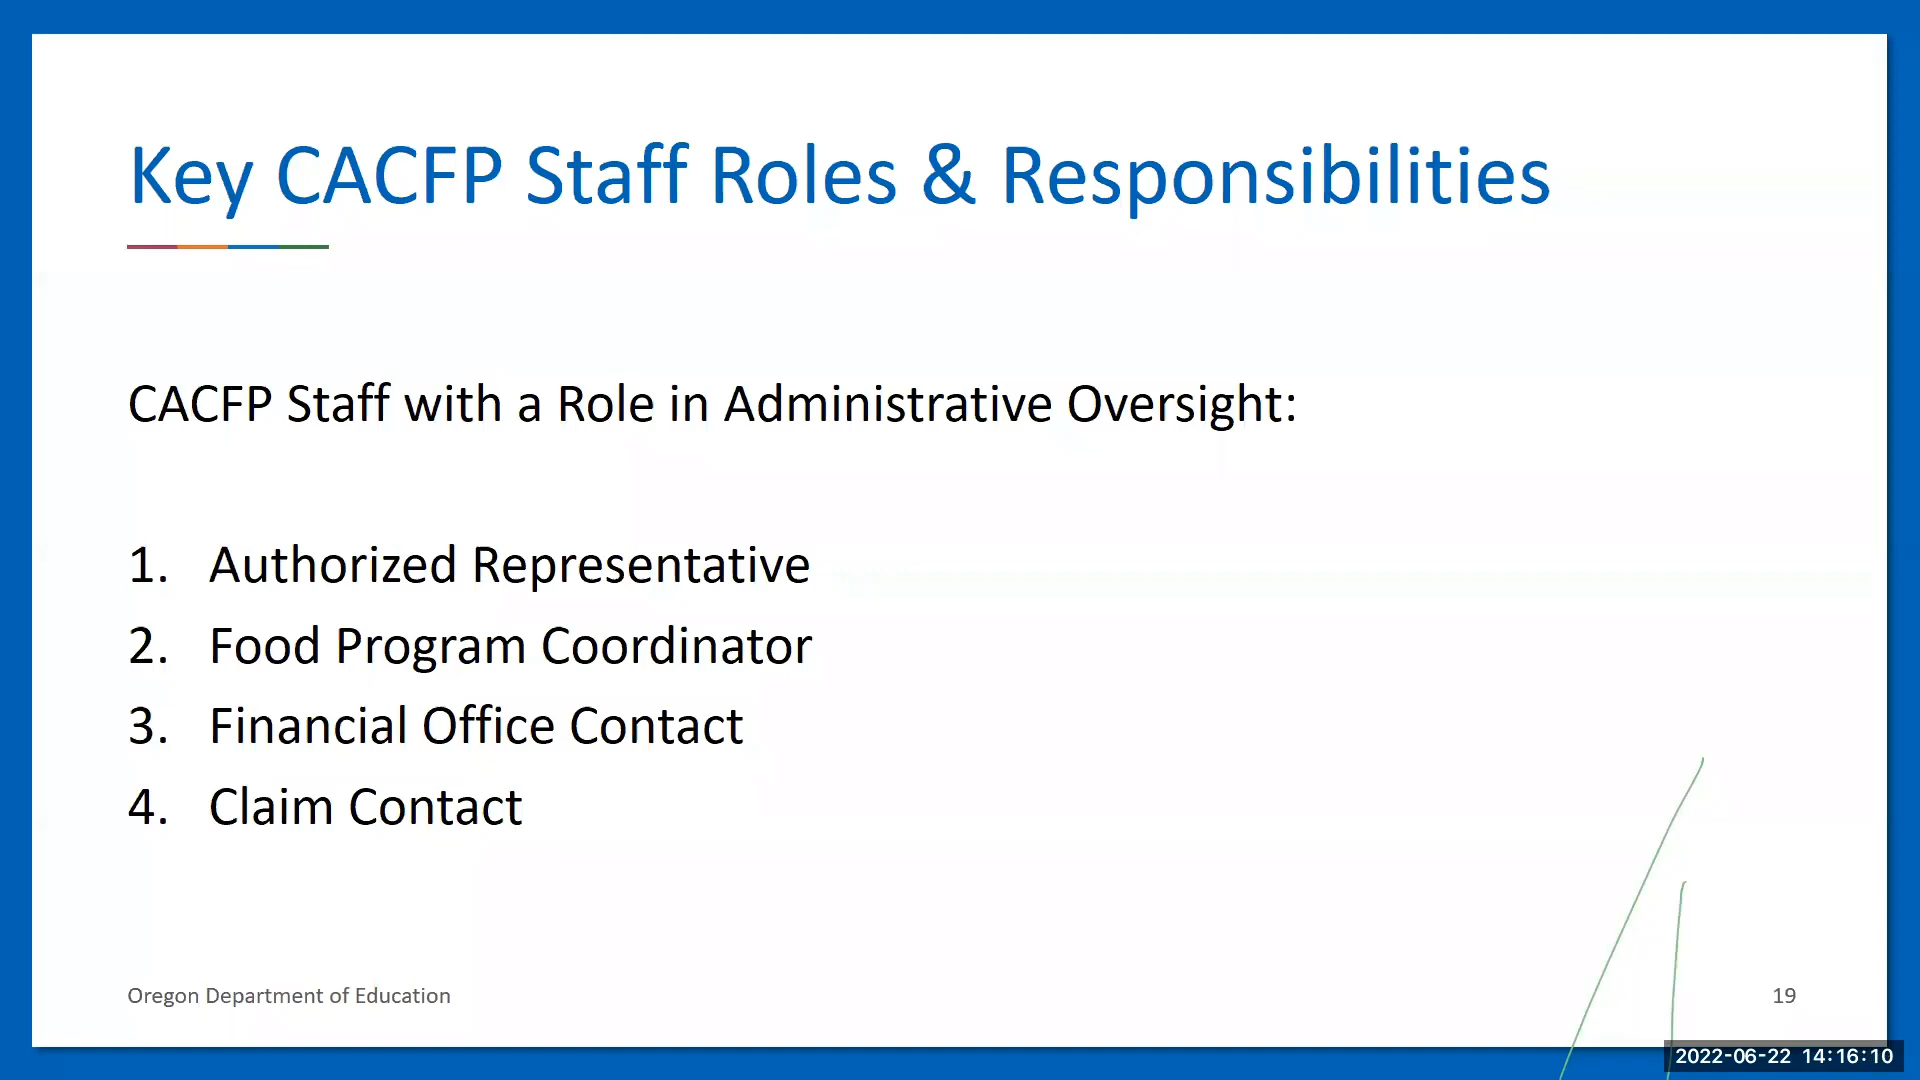 Key CACFP Staff Roles & Responsibilities
CACFP Staff with a Role in Administrative Oversight:
1. Authorized Representative
2. Food Program Coordinator
3. Financial Office Contact
4. Claim Contact
Oregon Department of Education
19
2022-06-22 14:16:10